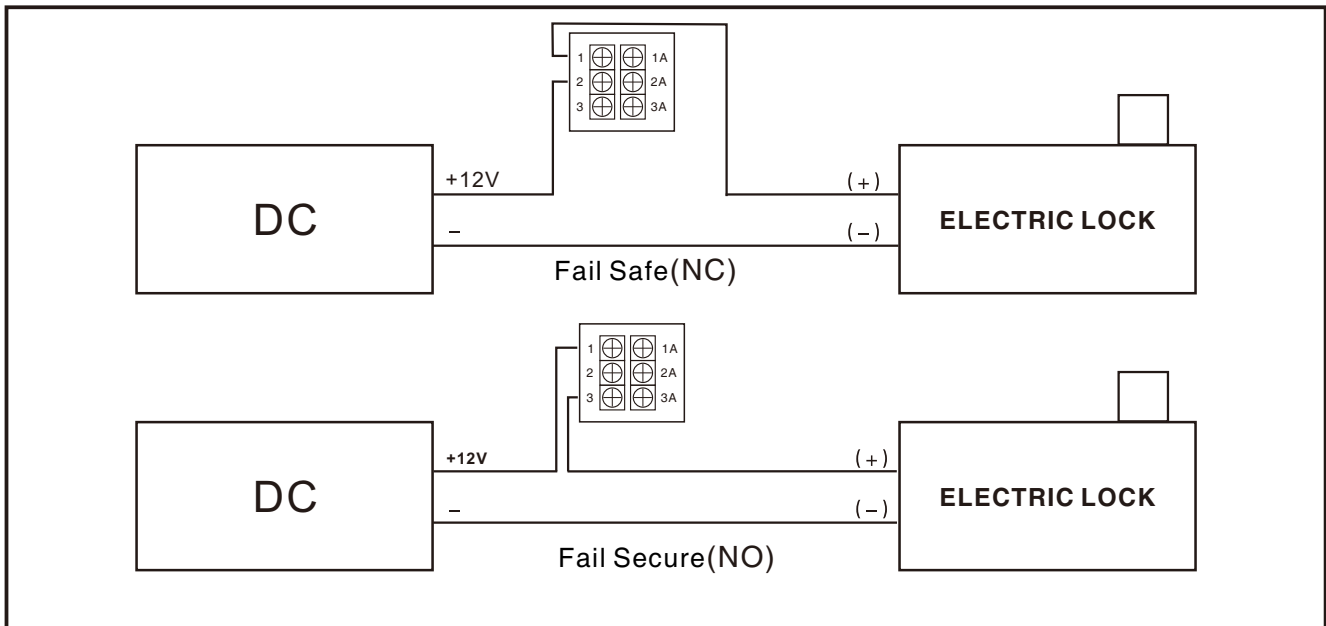 1 1A
2 2A
3 3A
DC
+12V
–
(+)
(–)
ELECTRIC LOCK
Fail Safe(NC)
1 1A
2 2A
3 3A
DC
+12V
–
(+)
(–)
ELECTRIC LOCK
Fail Secure(NO)